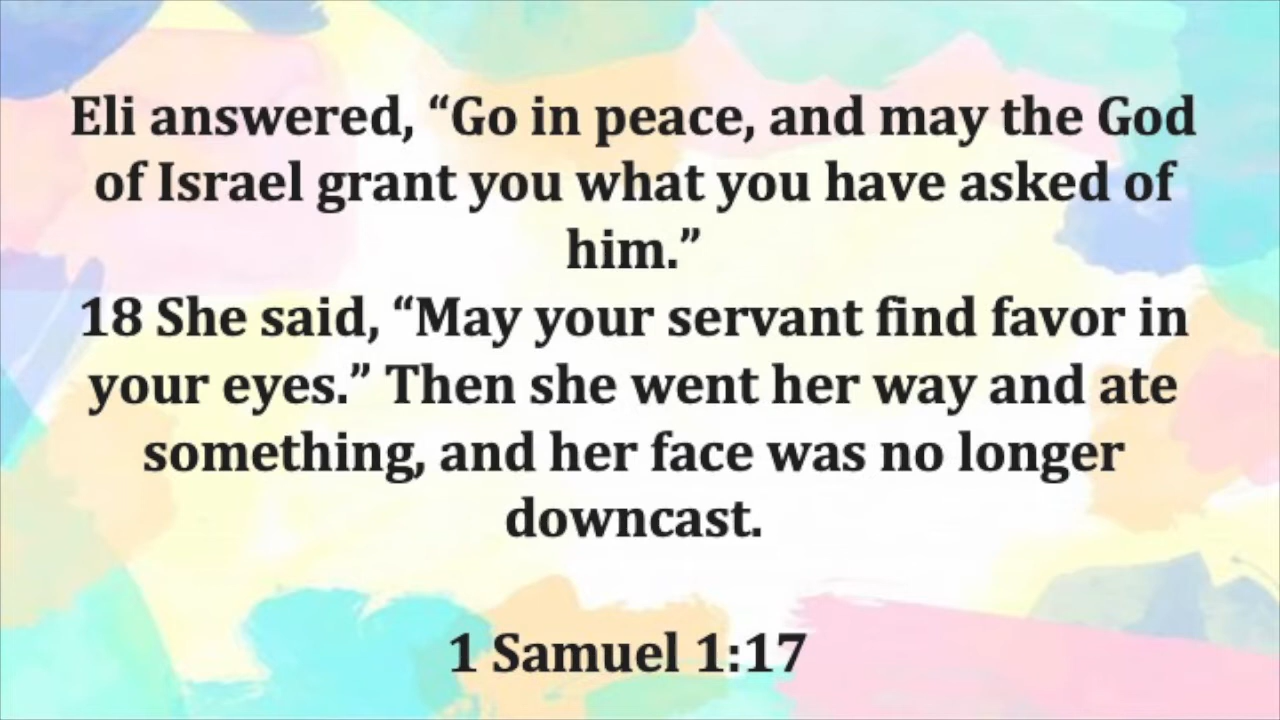 Eli answered, “Go in peace, and may the God
of Israel grant you what you have asked of
him.”
18 She said, “May your servant find favor in
your eyes.” Then she went her way and ate
something, and her face was no longer
downcast.
1 Samuel 1:17